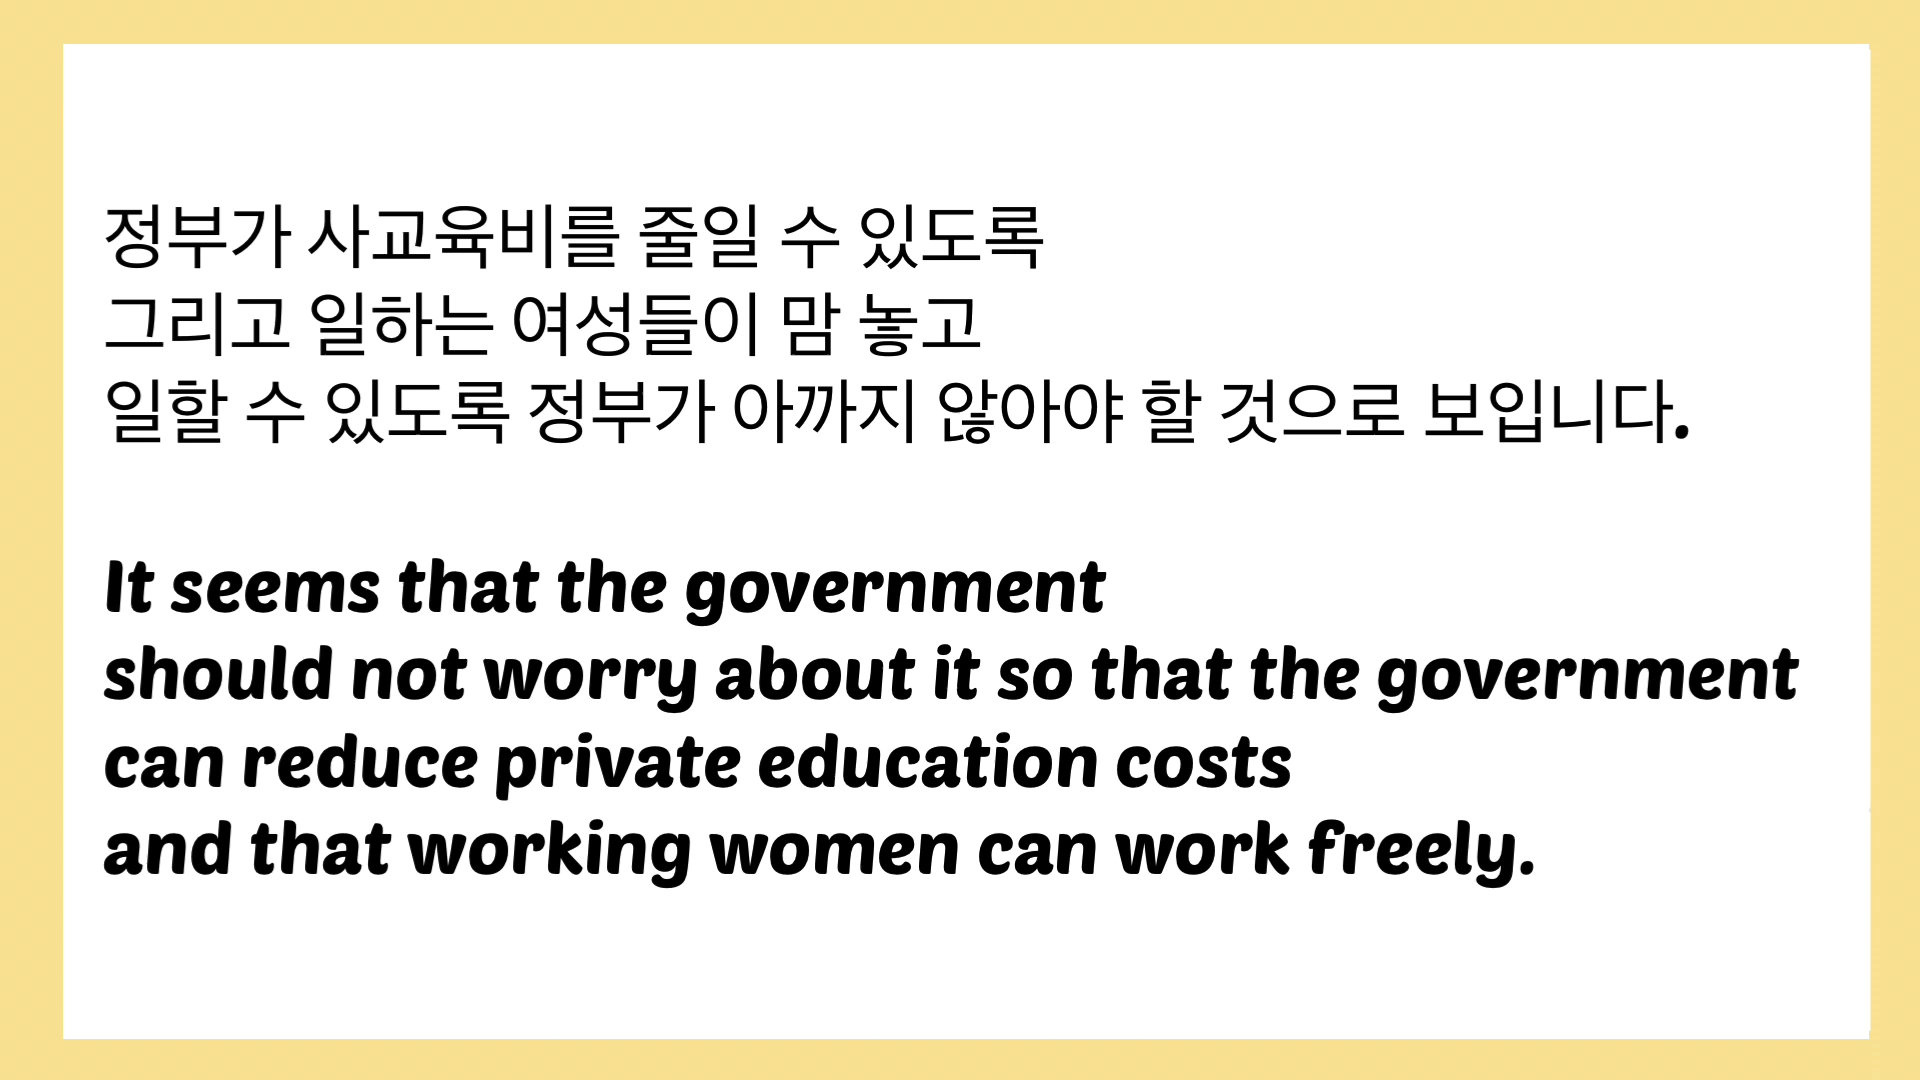 정부가 사교육비를 줄일 수 있도록
그리고 일하는 여성들이 맘 놓고
일할 수 있도록 정부가 아까지 않아야 할 것으로 보입니다.
It seems that the government
should not worry about it so that the government
can reduce private education costs
and that working women can work freely.